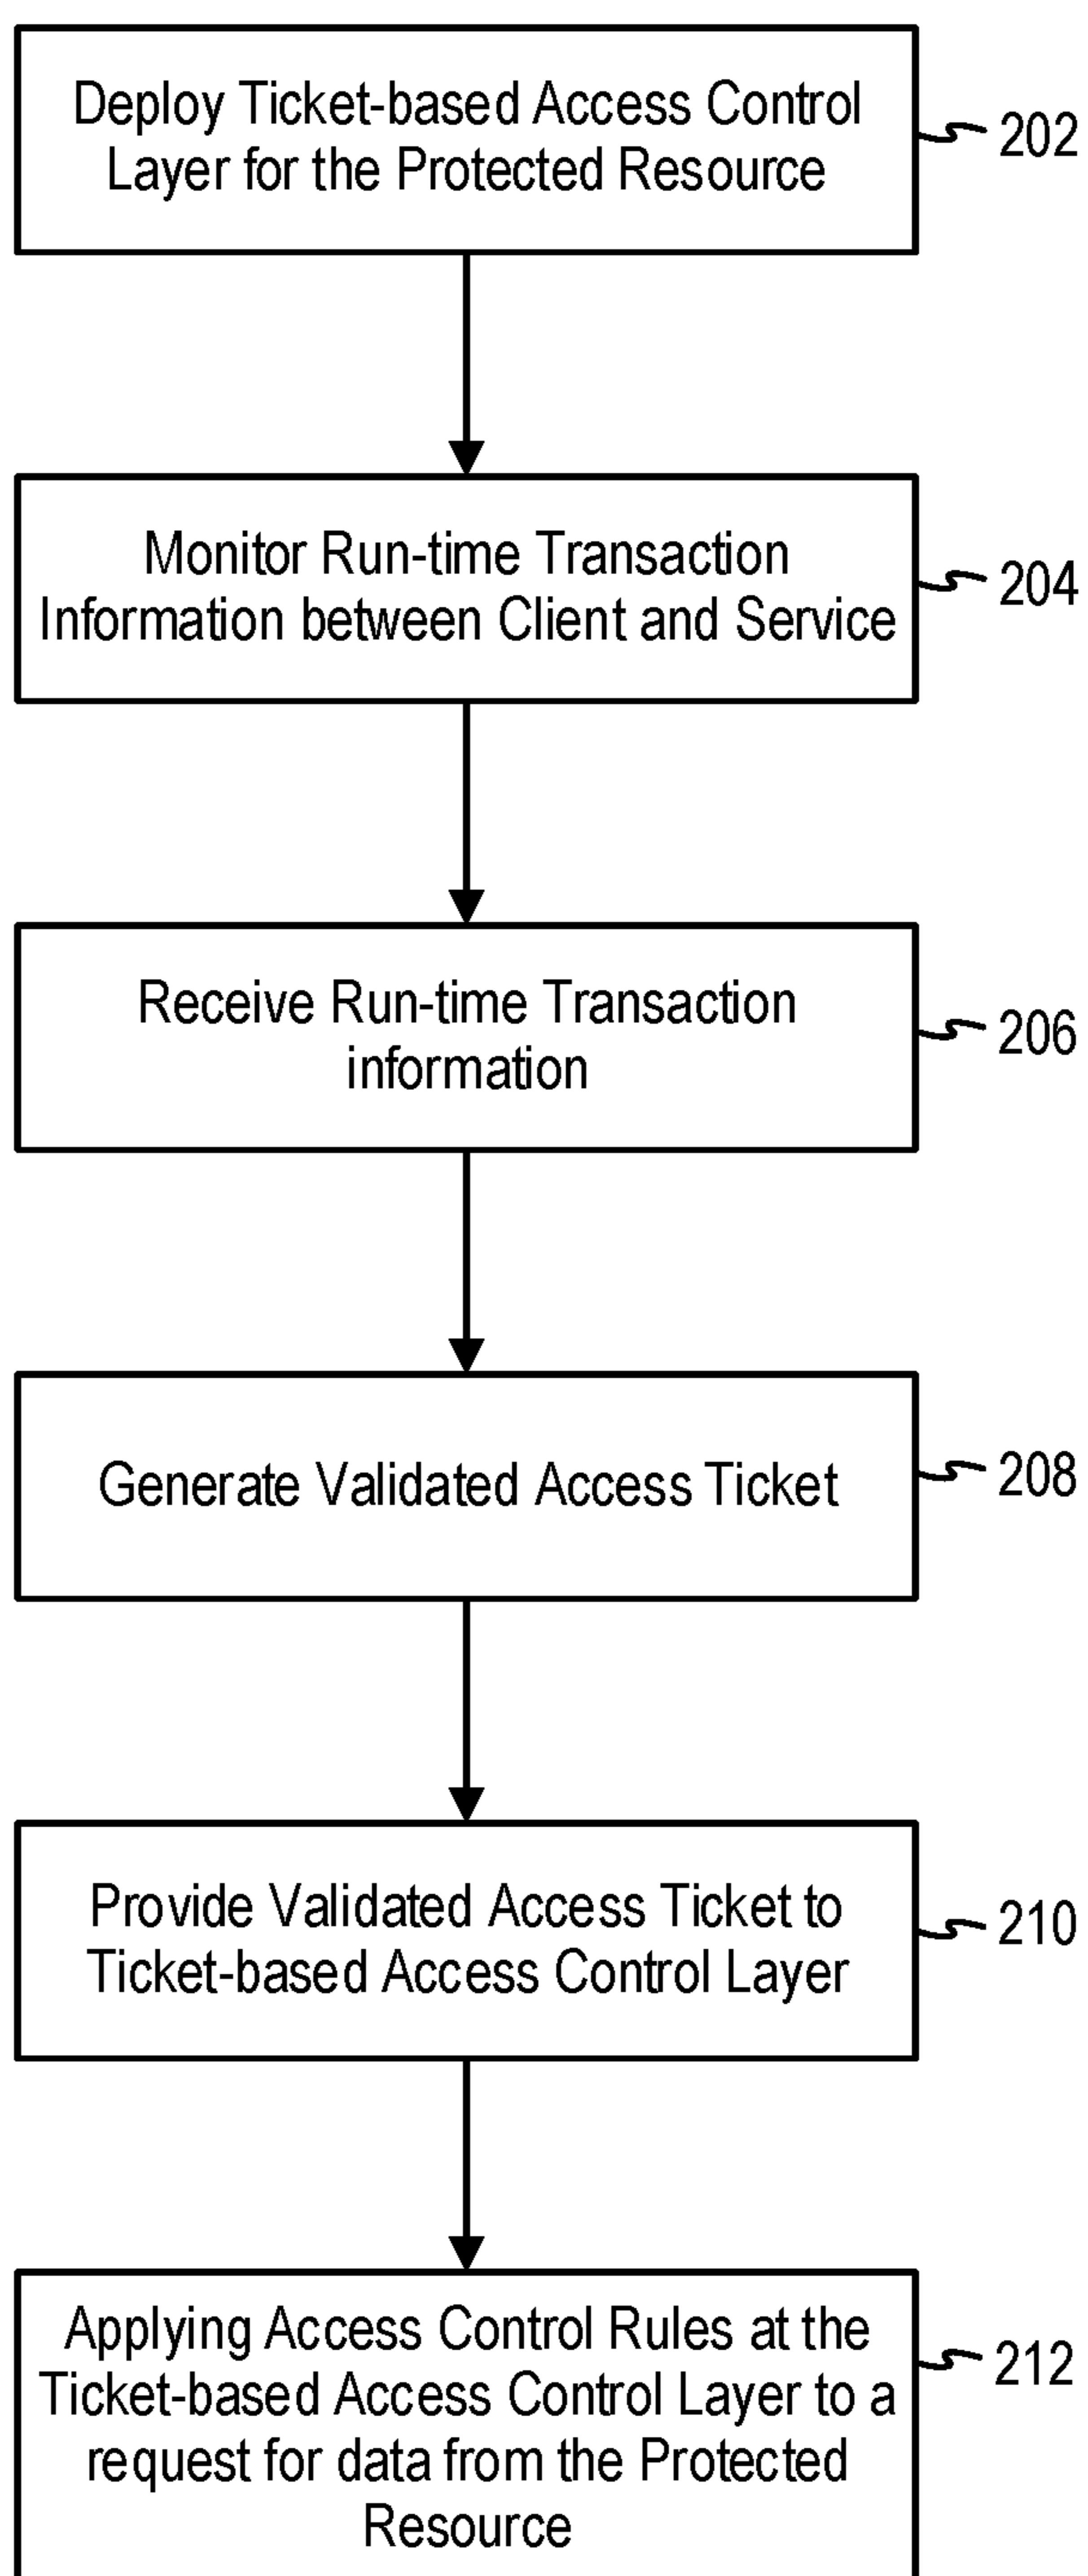 Deploy Ticket-based Access Control
Layer for the Protected Resource
202
Monitor Run-time Transaction
Information between Client and Service
204
Receive Run-time Transaction
information
206
Generate Validated Access Ticket
208
Provide Validated Access Ticket to
Ticket-based Access Control Layer
210
Applying Access Control Rules at the
Ticket-based Access Control Layer to a
request for data from the Protected
Resource
212